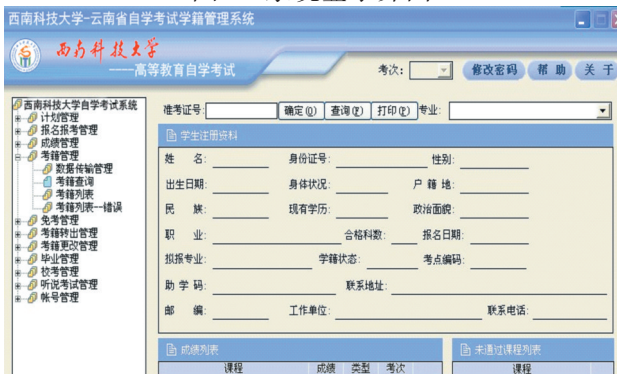 西南科技大学-云南省自学考试学籍管理系统
西南科技大学
——高等教育自学考试
考次： 修改密码 帮 助 关 于
西南科技大学自学考试系统
计划管理
报名报考管理
成绩管理
考籍管理
数据传输管理
考籍查询
考籍列表
考籍列表--错误
免考管理
考籍转出管理
考籍更改管理
毕业管理
校考管理
听说考试管理
帐号管理
准考证号: 确定(Q) 查询(F) 打印(P) 专业:
学生注册资料
姓 名: 身份证号: 性别:
出生日期: 身体状况: 户 籍 地:
民 族: 现有学历: 政治面貌:
职 业: 合格科数: 报名日期:
拟报专业: 学籍状态: 考点编码:
助 学 码: 联系地址:
邮 编: 工作单位: 联系电话:
成绩列表 未通过课程列表
课程 成绩 类型 考次 课程